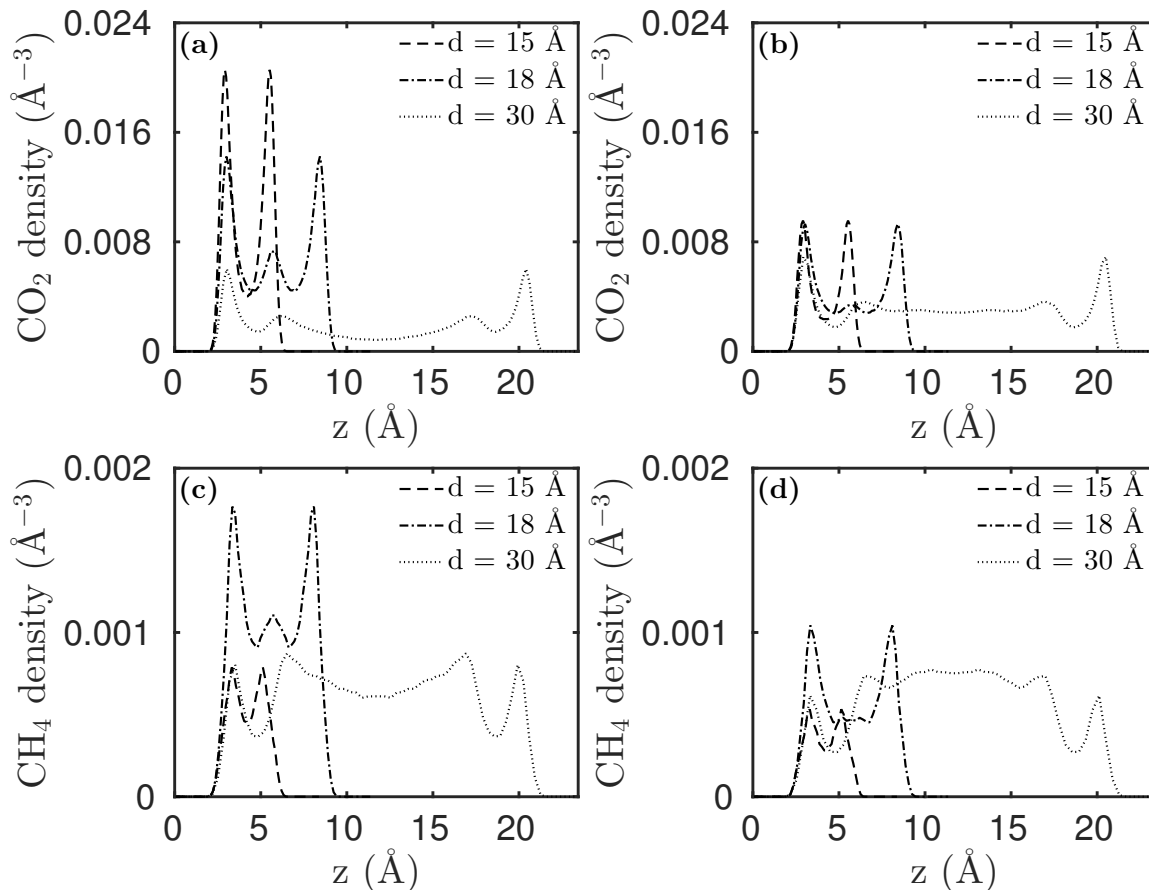 (a)
d = 15 Å
d = 18 Å
d = 30 Å
0.024
0.016
0.008
0
CO₂ density (Å⁻³)
0 5 10 15 20
z (Å)
(b)
d = 15 Å
d = 18 Å
d = 30 Å
0.024
0.016
0.008
0
CO₂ density (Å⁻³)
0 5 10 15 20
z (Å)
(c)
d = 15 Å
d = 18 Å
d = 30 Å
0.002
0.001
0
CH₄ density (Å⁻³)
0 5 10 15 20
z (Å)
(d)
d = 15 Å
d = 18 Å
d = 30 Å
0.002
0.001
0
CH₄ density (Å⁻³)
0 5 10 15 20
z (Å)